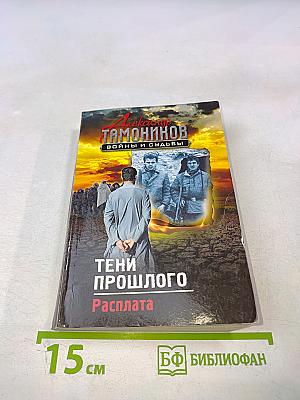 Александр
ТАМОНИКОВ
ВОЙНЫ И СУДЬБЫ
ТЕНИ
ПРОШЛОГО
Расплата
15 см
БФ БИБЛИОФАН